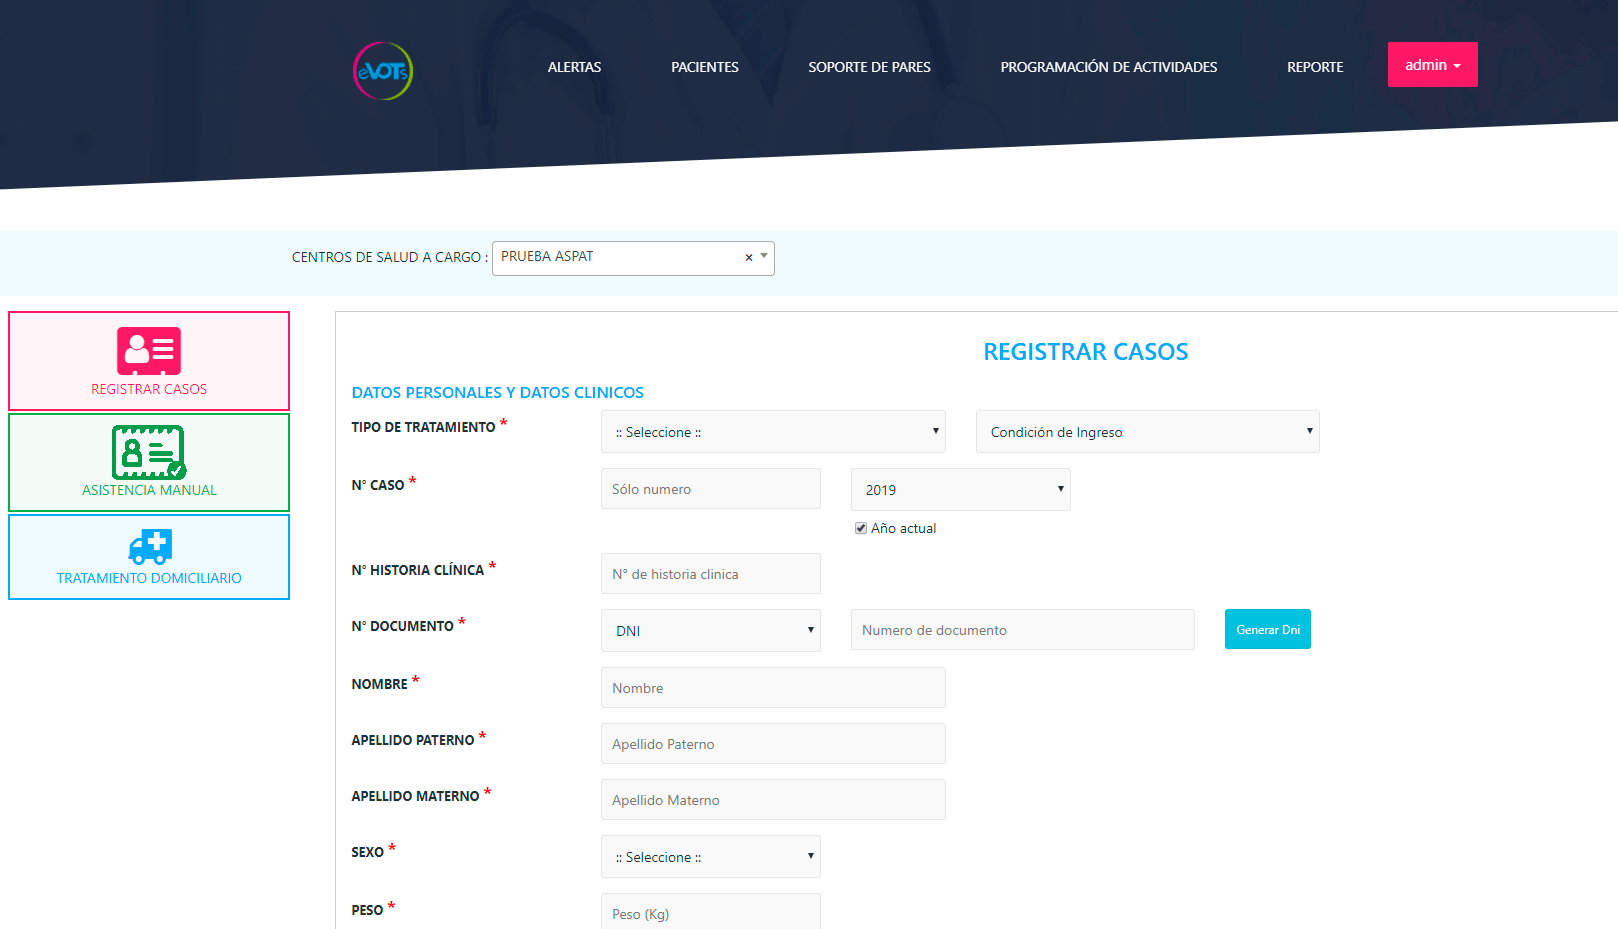 eVOTs
ALERTAS
PACIENTES
SOPORTE DE PARES
PROGRAMACIÓN DE ACTIVIDADES
REPORTE
admin
CENTROS DE SALUD A CARGO : PRUEBA ASPAT ×
REGISTRAR CASOS
ASISTENCIA MANUAL
TRATAMIENTO DOMICILIARIO
REGISTRAR CASOS
DATOS PERSONALES Y DATOS CLINICOS
TIPO DE TRATAMIENTO * :: Seleccione :: Condición de Ingreso
N° CASO * Sólo numero 2019
Año actual
N° HISTORIA CLÍNICA * N° de historia clinica
N° DOCUMENTO * DNI Numero de documento Generar Dni
NOMBRE * Nombre
APELLIDO PATERNO * Apellido Paterno
APELLIDO MATERNO * Apellido Materno
SEXO * :: Seleccione ::
PESO * Peso (Kg)